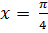 x = π/4